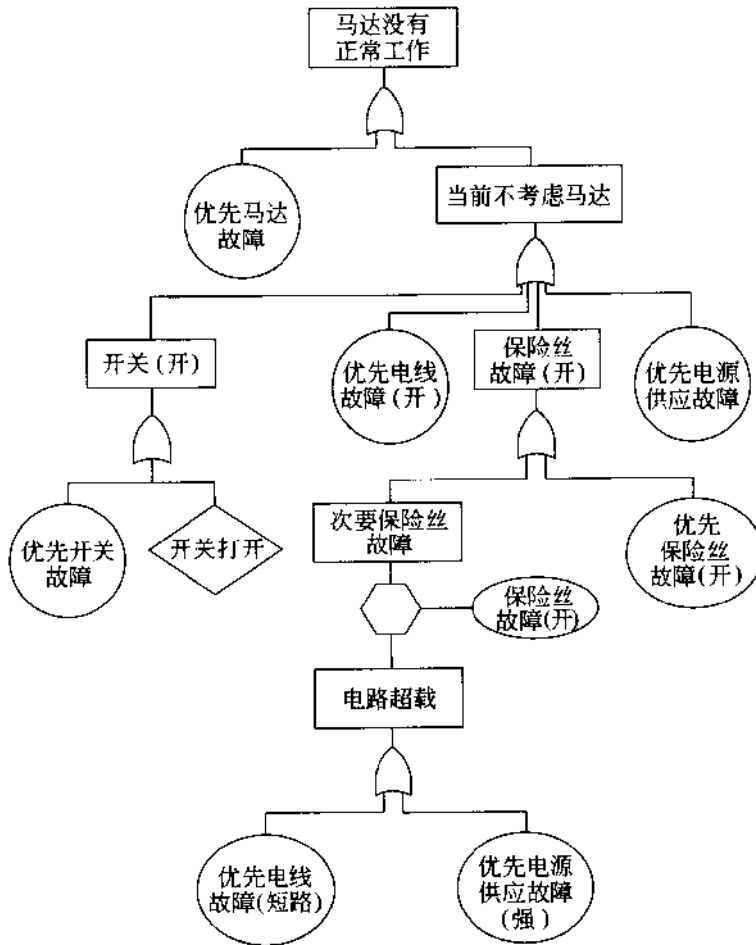 马达没有
正常工作
优先马达
故障
当前不考虑马达
开关(开)
优先电线
故障(开)
保险丝
故障(开)
优先电源
供应故障
优先开关
故障
开关打开
次要保险丝
故障
优先
保险丝
故障(开)
保险丝
故障(开)
电路超载
优先电线
故障(短路)
优先电源
供应故障
(强)